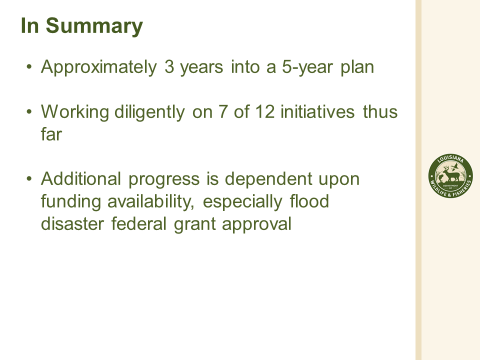 In Summary
• Approximately 3 years into a 5-year plan
• Working diligently on 7 of 12 initiatives thus
far
• Additional progress is dependent upon
funding availability, especially flood
disaster federal grant approval
LOUISIANA
WILDLIFE & FISHERIES